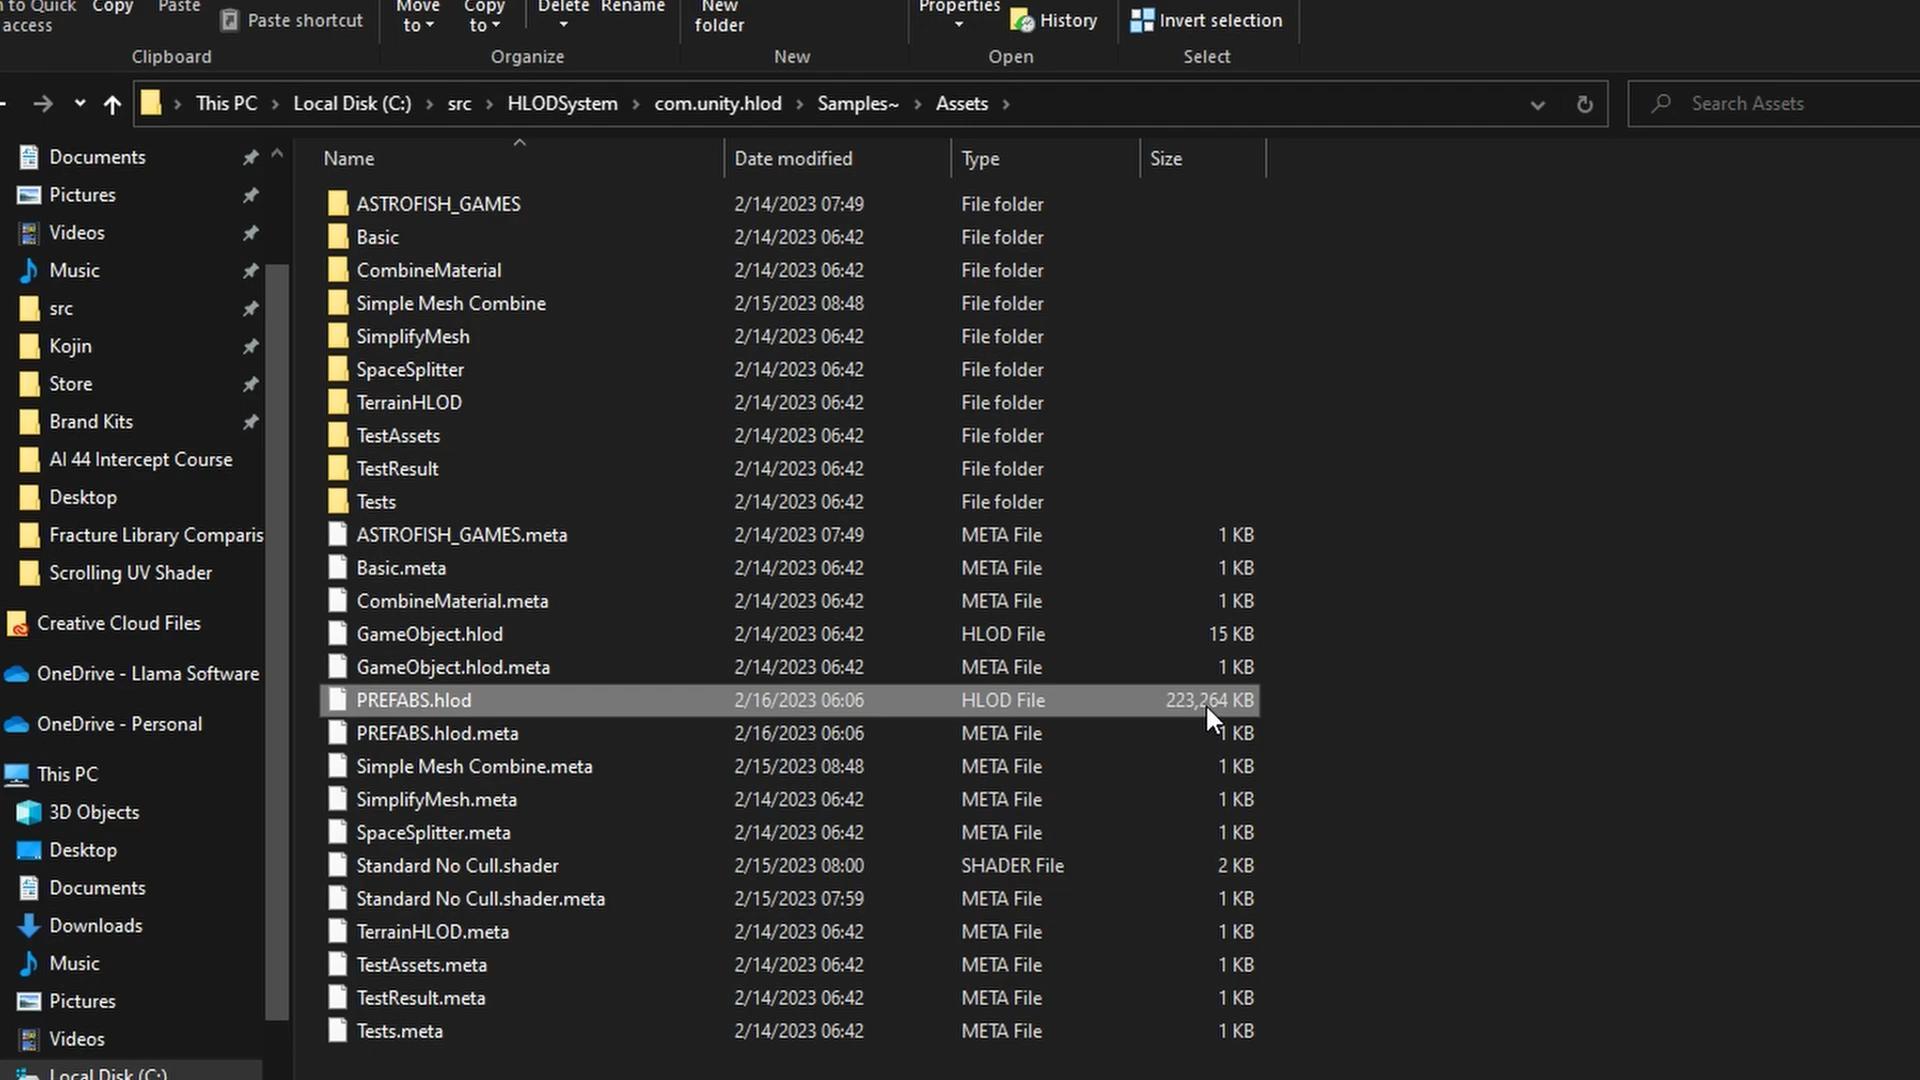 n to Quick access
Copy
Paste
Paste shortcut
Move to
Copy to
Delete
Rename
New folder
Properties
History
Invert selection
Clipboard
Organize
New
Open
Select
This PC
Local Disk (C:)
src
HLODSystem
com.unity.hlod
Samples~
Assets
Search Assets
Name
Date modified
Type
Size
Documents
Pictures
Videos
Music
src
Kojin
Store
Brand Kits
AI 44 Intercept Course
Desktop
Fracture Library Comparis
Scrolling UV Shader
Creative Cloud Files
OneDrive - Llama Software
OneDrive - Personal
This PC
3D Objects
Desktop
Documents
Downloads
Music
Pictures
Videos
Local Disk (C:)
ASTROFISH_GAMES 2/14/2023 07:49 File folder
Basic 2/14/2023 06:42 File folder
CombineMaterial 2/14/2023 06:42 File folder
Simple Mesh Combine 2/15/2023 08:48 File folder
SimplifyMesh 2/14/2023 06:42 File folder
SpaceSplitter 2/14/2023 06:42 File folder
TerrainHLOD 2/14/2023 06:42 File folder
TestAssets 2/14/2023 06:42 File folder
TestResult 2/14/2023 06:42 File folder
Tests 2/14/2023 06:42 File folder
ASTROFISH_GAMES.meta 2/14/2023 07:49 META File 1 KB
Basic.meta 2/14/2023 06:42 META File 1 KB
CombineMaterial.meta 2/14/2023 06:42 META File 1 KB
GameObject.hlod 2/14/2023 06:42 HLOD File 15 KB
GameObject.hlod.meta 2/14/2023 06:42 META File 1 KB
PREFABS.hlod 2/16/2023 06:06 HLOD File 223,264 KB
PREFABS.hlod.meta 2/16/2023 06:06 META File 1 KB
Simple Mesh Combine.meta 2/15/2023 08:48 META File 1 KB
SimplifyMesh.meta 2/14/2023 06:42 META File 1 KB
SpaceSplitter.meta 2/14/2023 06:42 META File 1 KB
Standard No Cull.shader 2/15/2023 08:00 SHADER File 2 KB
Standard No Cull.shader.meta 2/15/2023 07:59 META File 1 KB
TerrainHLOD.meta 2/14/2023 06:42 META File 1 KB
TestAssets.meta 2/14/2023 06:42 META File 1 KB
TestResult.meta 2/14/2023 06:42 META File 1 KB
Tests.meta 2/14/2023 06:42 META File 1 KB